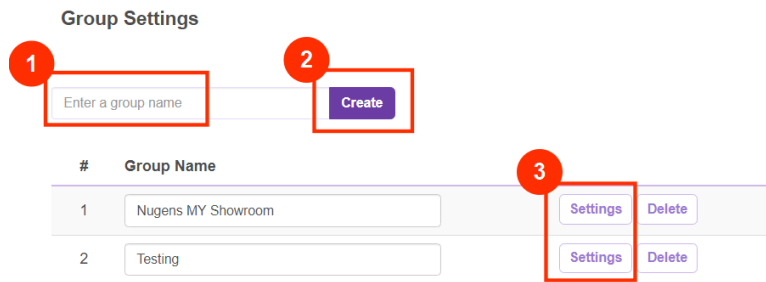 Group Settings
1
2
Enter a group name
Create
# Group Name
3
1 Nugens MY Showroom Settings Delete
2 Testing Settings Delete